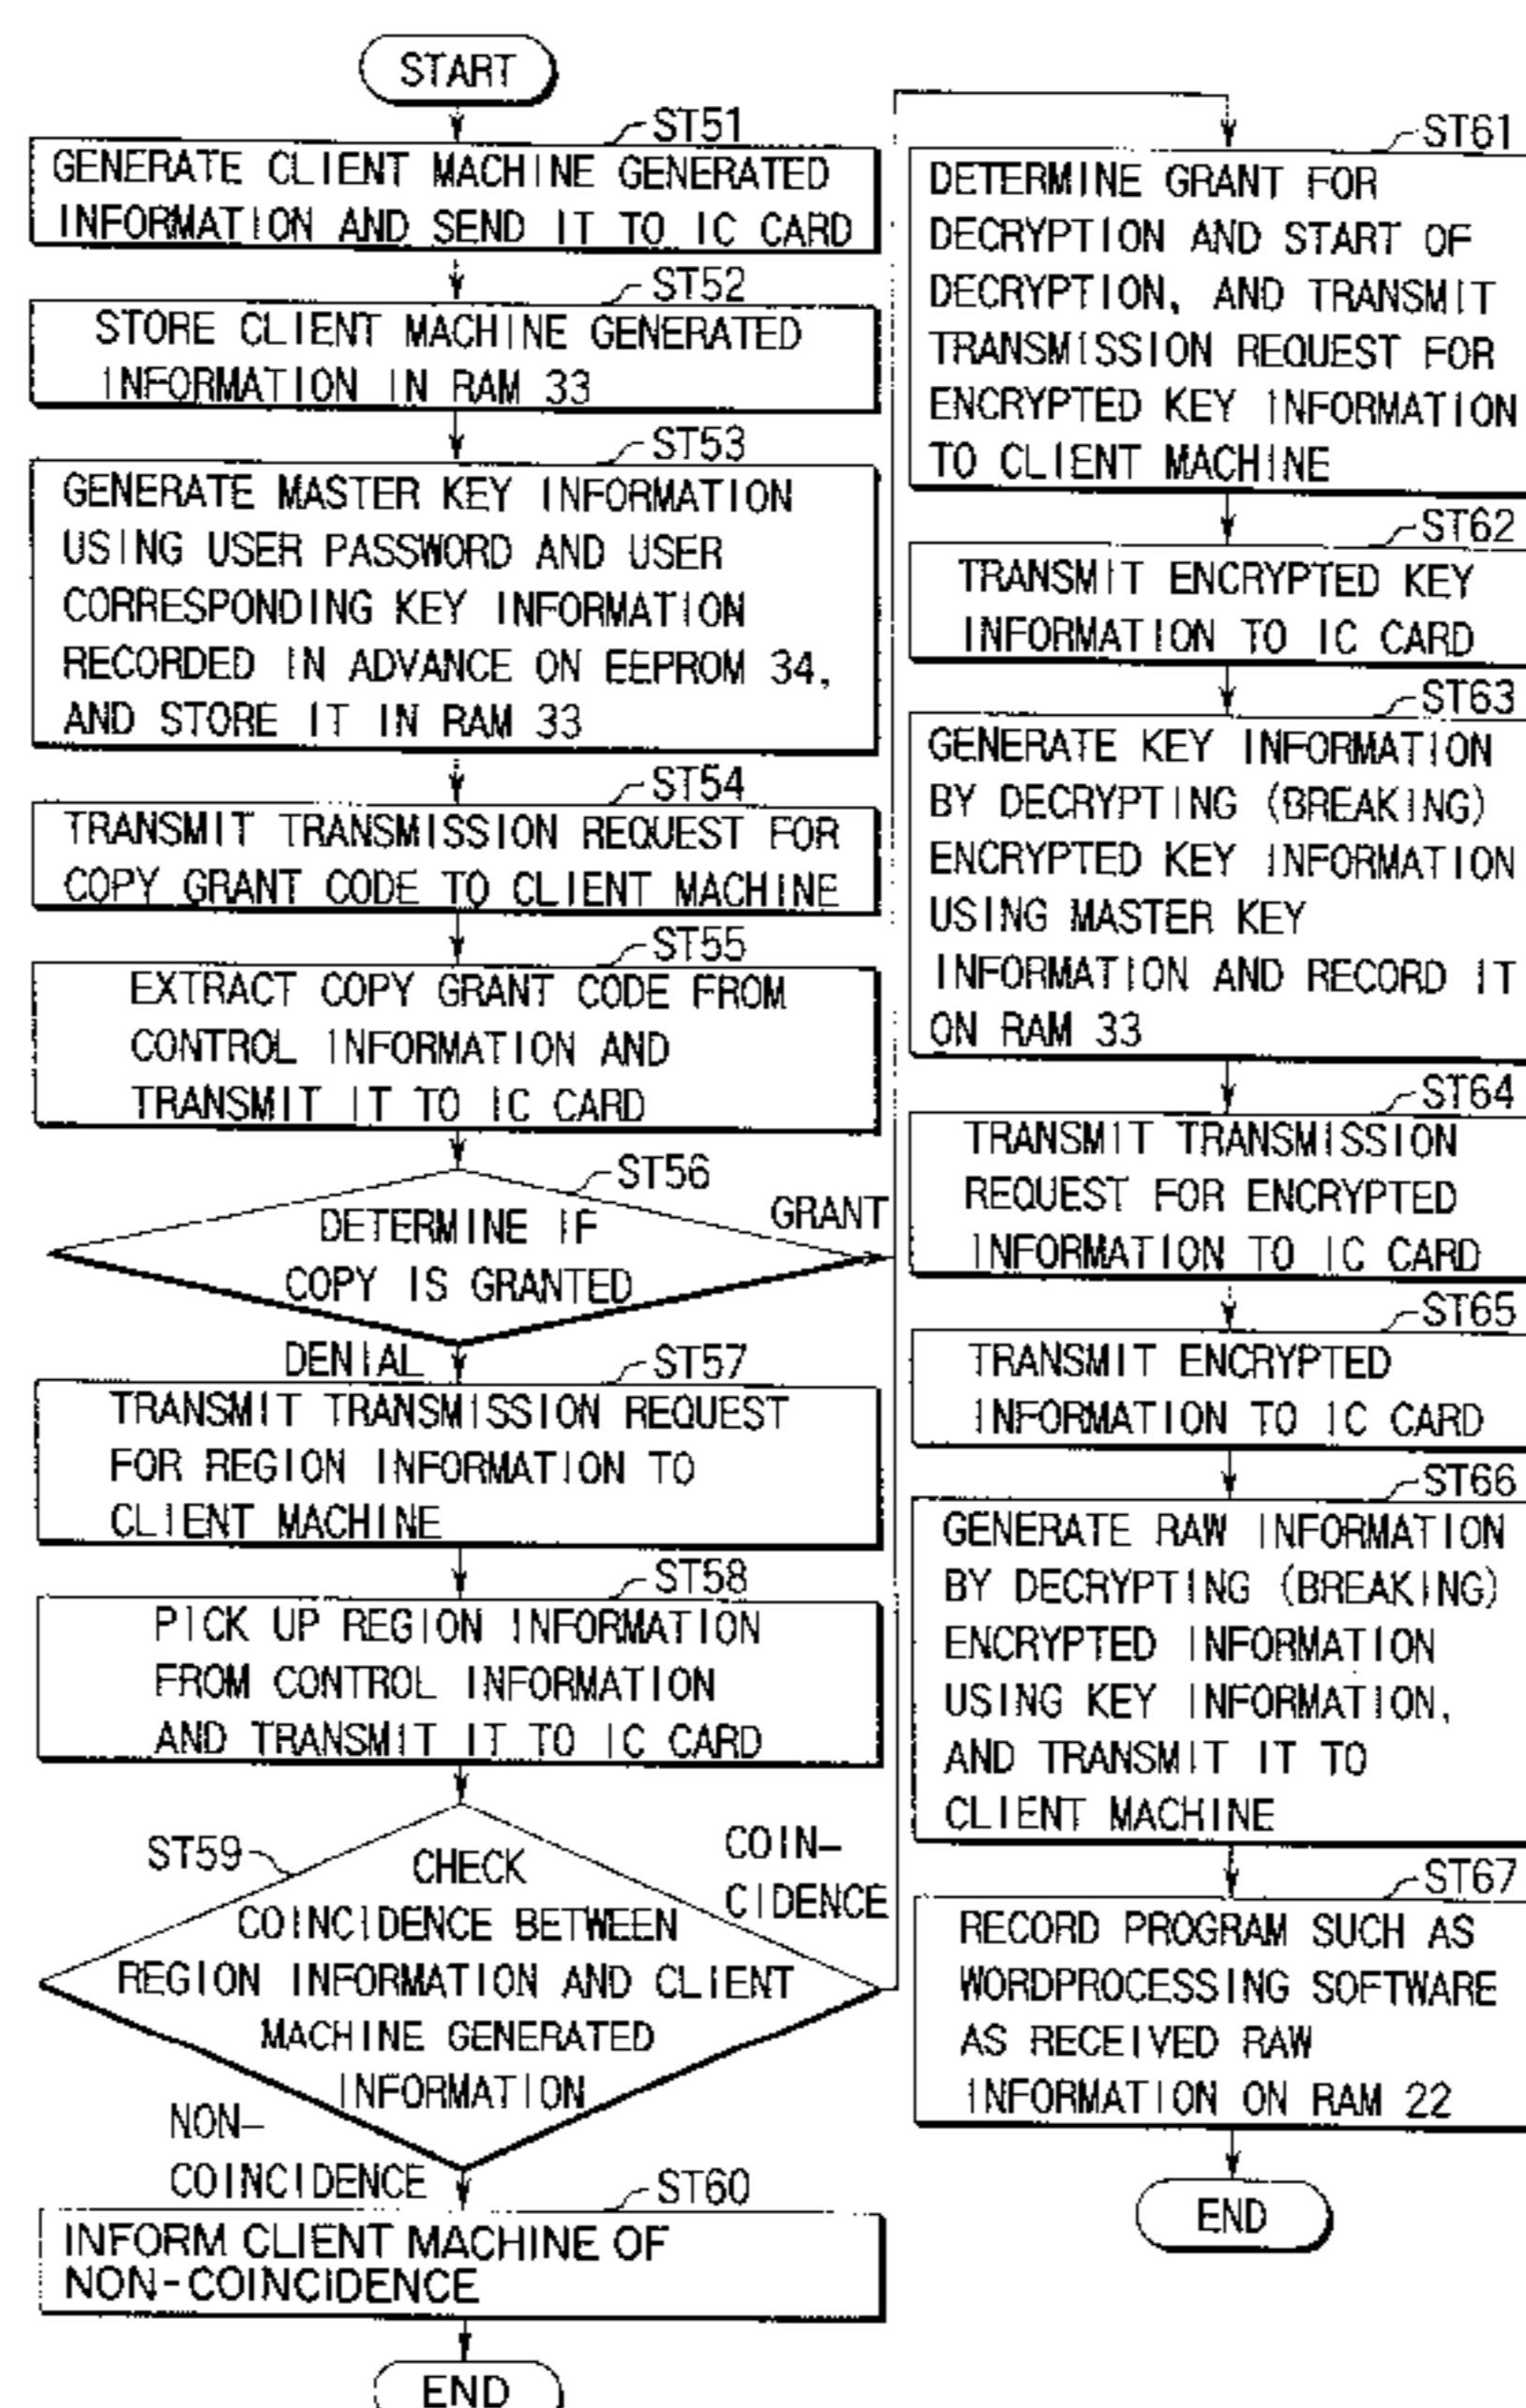 START
ST51
GENERATE CLIENT MACHINE GENERATED
INFORMATION AND SEND IT TO IC CARD
ST52
STORE CLIENT MACHINE GENERATED
INFORMATION IN RAM 33
ST53
GENERATE MASTER KEY INFORMATION
USING USER PASSWORD AND USER
CORRESPONDING KEY INFORMATION
RECORDED IN ADVANCE ON EEPROM 34,
AND STORE IT IN RAM 33
ST54
TRANSMIT TRANSMISSION REQUEST FOR
COPY GRANT CODE TO CLIENT MACHINE
ST55
EXTRACT COPY GRANT CODE FROM
CONTROL INFORMATION AND
TRANSMIT IT TO IC CARD
ST56
DETERMINE IF
COPY IS GRANTED
GRANT
DENIAL
ST57
TRANSMIT TRANSMISSION REQUEST
FOR REGION INFORMATION TO
CLIENT MACHINE
ST58
PICK UP REGION INFORMATION
FROM CONTROL INFORMATION
AND TRANSMIT IT TO IC CARD
ST59
CHECK
COINCIDENCE BETWEEN
REGION INFORMATION AND CLIENT
MACHINE GENERATED
INFORMATION
COIN-
CIDENCE
NON-
COINCIDENCE
ST60
INFORM CLIENT MACHINE OF
NON-COINCIDENCE
END
ST61
DETERMINE GRANT FOR
DECRYPTION AND START OF
DECRYPTION, AND TRANSMIT
TRANSMISSION REQUEST FOR
ENCRYPTED KEY INFORMATION
TO CLIENT MACHINE
ST62
TRANSMIT ENCRYPTED KEY
INFORMATION TO IC CARD
ST63
GENERATE KEY INFORMATION
BY DECRYPTING (BREAKING)
ENCRYPTED KEY INFORMATION
USING MASTER KEY
INFORMATION AND RECORD IT
ON RAM 33
ST64
TRANSMIT TRANSMISSION
REQUEST FOR ENCRYPTED
INFORMATION TO IC CARD
ST65
TRANSMIT ENCRYPTED
INFORMATION TO IC CARD
ST66
GENERATE RAW INFORMATION
BY DECRYPTING (BREAKING)
ENCRYPTED INFORMATION
USING KEY INFORMATION,
AND TRANSMIT IT TO
CLIENT MACHINE
ST67
RECORD PROGRAM SUCH AS
WORDPROCESSING SOFTWARE
AS RECEIVED RAW
INFORMATION ON RAM 22
END